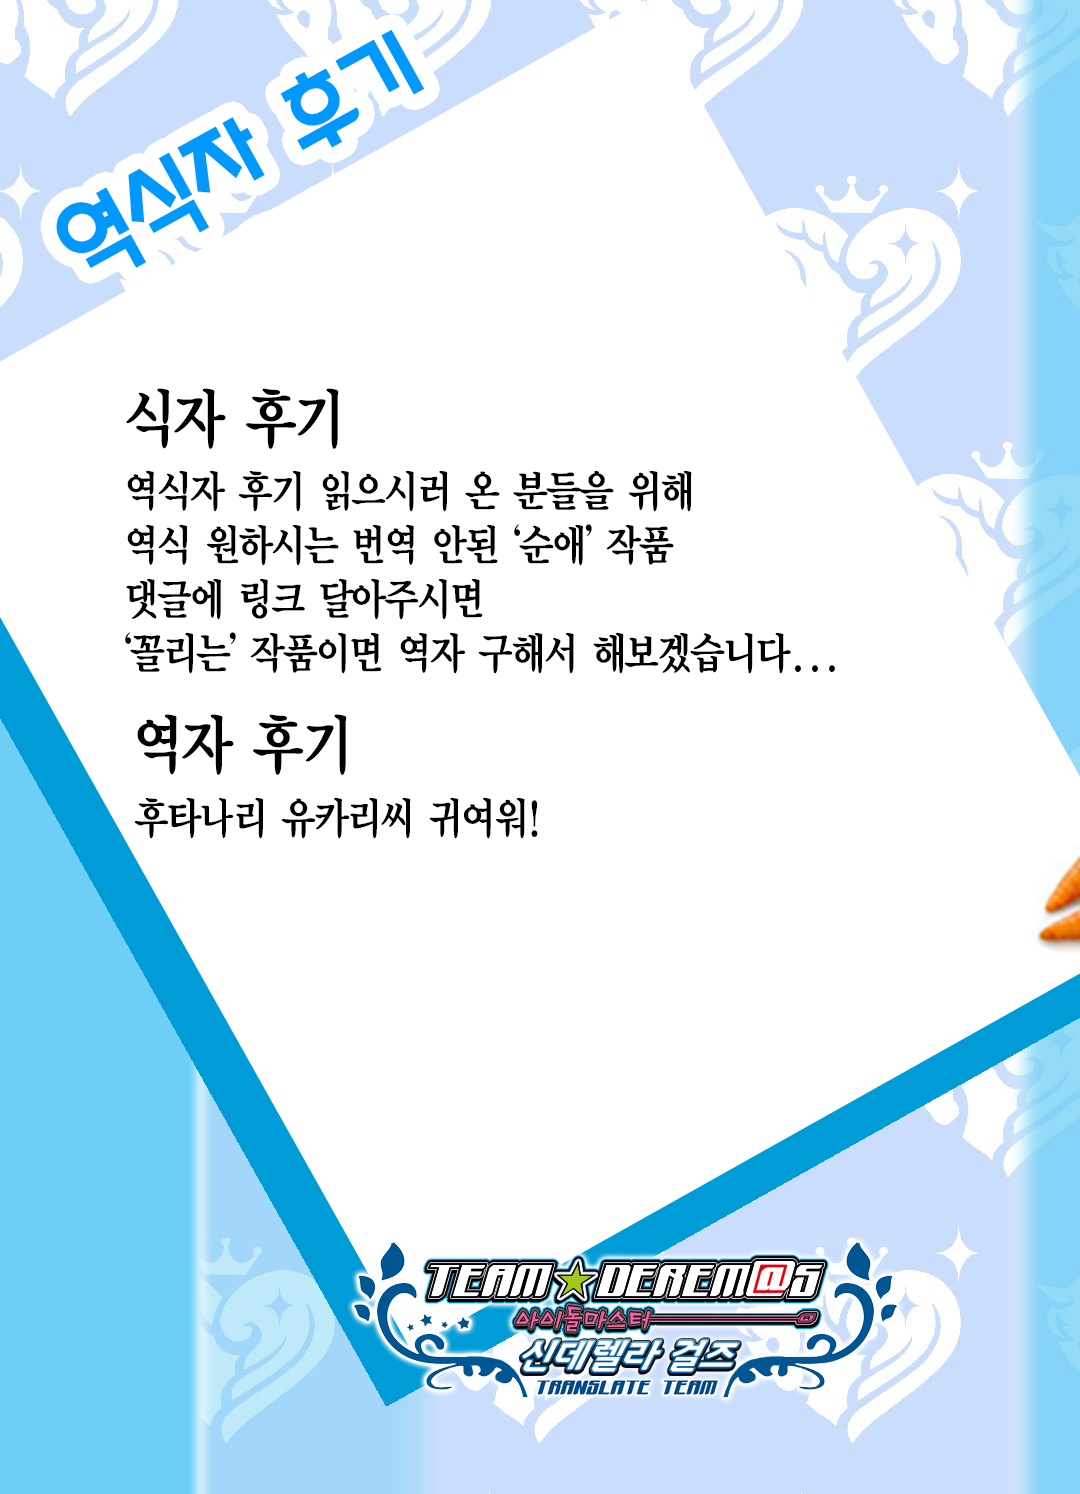 역식자 후기
식자 후기
역식자 후기 읽으시러 온 분들을 위해
역식 원하시는 번역 안된 ‘순애’ 작품
댓글에 링크 달아주시면
‘꼴리는’ 작품이면 역자 구해서 해보겠습니다...
역자 후기
후타나리 유카리씨 귀여워!
TEAM★DEREM@S
아이돌마스터
신데렐라 걸즈
TRANSLATE TEAM